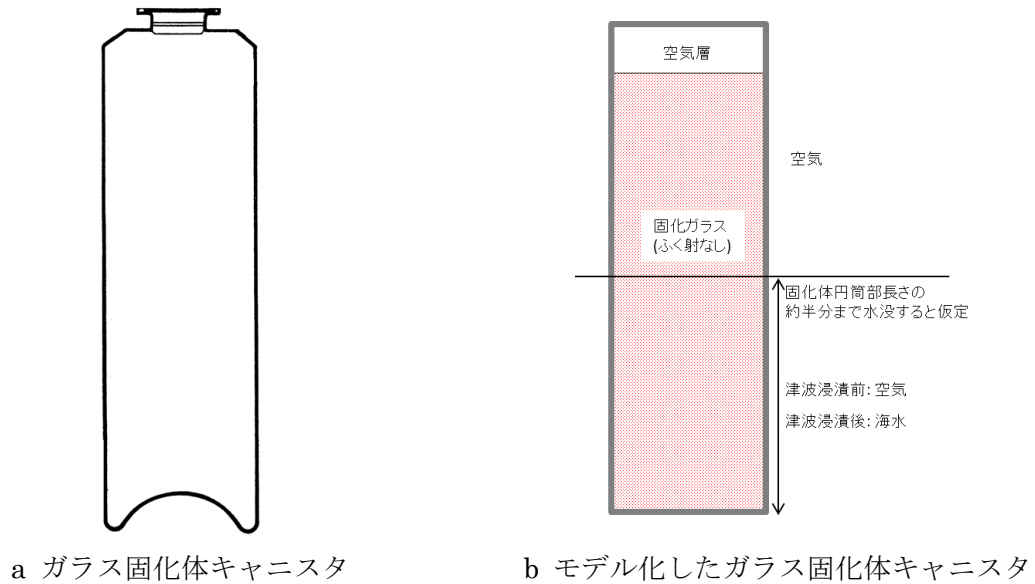 空気層
空気
固化ガラス
(ふく射なし)
固化体円筒部長さの
約半分まで水没すると仮定
津波浸漬前: 空気
津波浸漬後: 海水
a ガラス固化体キャニスタ
b モデル化したガラス固化体キャニスタ